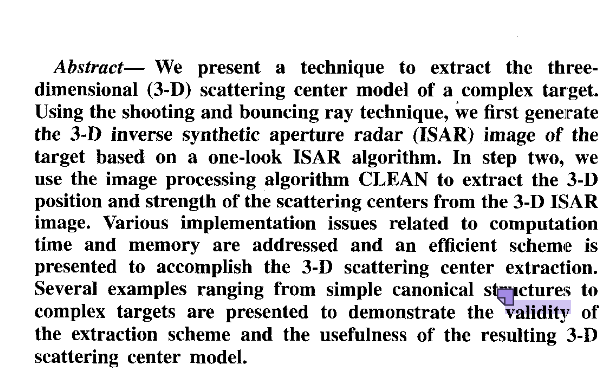 Abstract— We present a technique to extract the three-
dimensional (3-D) scattering center model of a complex target.
Using the shooting and bouncing ray technique, we first generate
the 3-D inverse synthetic aperture radar (ISAR) image of the
target based on a one-look ISAR algorithm. In step two, we
use the image processing algorithm CLEAN to extract the 3-D
position and strength of the scattering centers from the 3-D ISAR
image. Various implementation issues related to computation
time and memory are addressed and an efficient scheme is
presented to accomplish the 3-D scattering center extraction.
Several examples ranging from simple canonical structures to
complex targets are presented to demonstrate the validity of
the extraction scheme and the usefulness of the resulting 3-D
scattering center model.